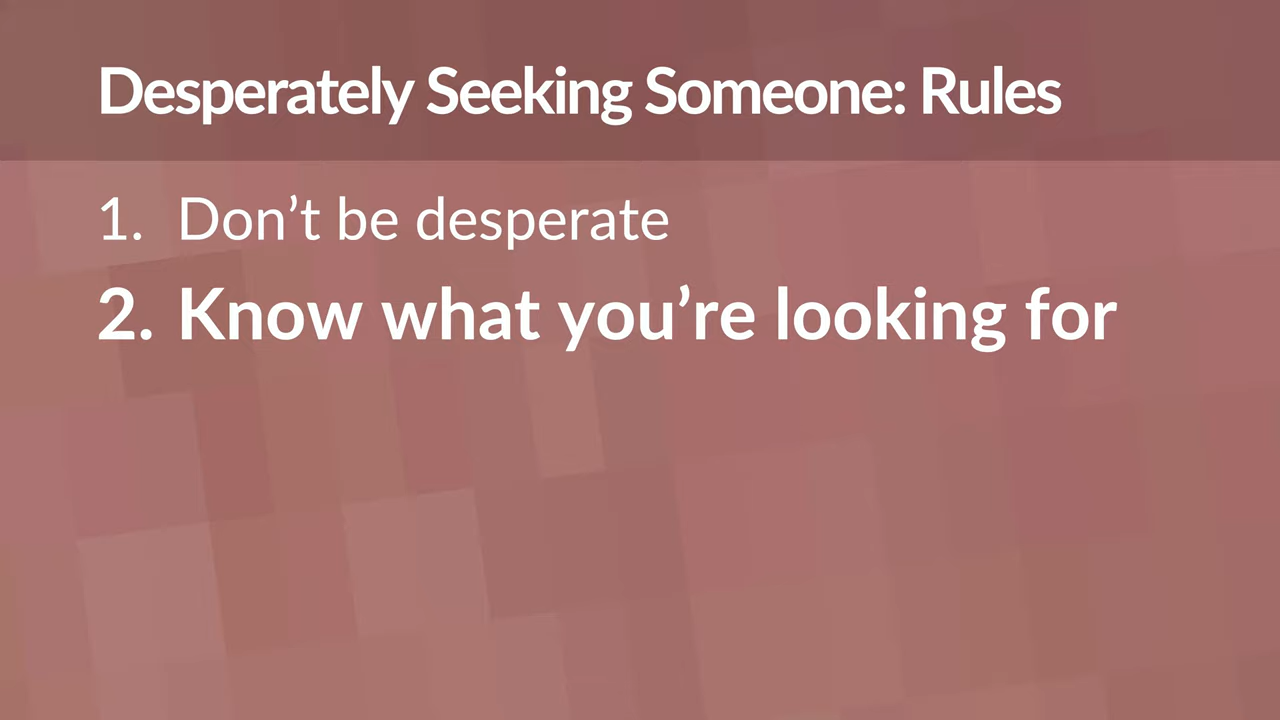 Desperately Seeking Someone: Rules
1. Don’t be desperate
2. Know what you’re looking for